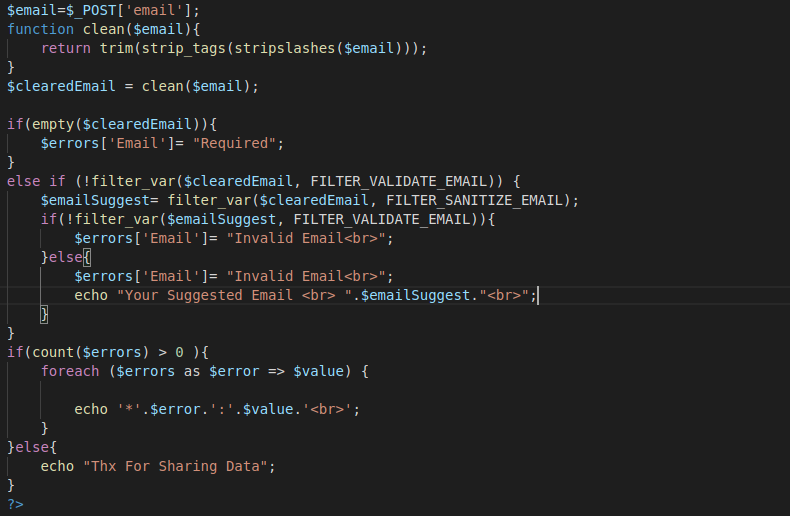 $email=$_POST['email'];
function clean($email){
    return trim(strip_tags(stripslashes($email)));
}
$clearedEmail = clean($email);

if(empty($clearedEmail)){
    $errors['Email']= "Required";
}
else if (!filter_var($clearedEmail, FILTER_VALIDATE_EMAIL)) {
    $emailSuggest= filter_var($clearedEmail, FILTER_SANITIZE_EMAIL);
    if(!filter_var($emailSuggest, FILTER_VALIDATE_EMAIL)){
        $errors['Email']= "Invalid Email<br>";
    }else{
        $errors['Email']= "Invalid Email<br>";
        echo "Your Suggested Email <br> ".$emailSuggest."<br>";
    }
}
if(count($errors) > 0 ){
    foreach ($errors as $error => $value) {

        echo '*'.$error.':'.$value.'<br>';
    }
}else{
    echo "Thx For Sharing Data";
}
?>